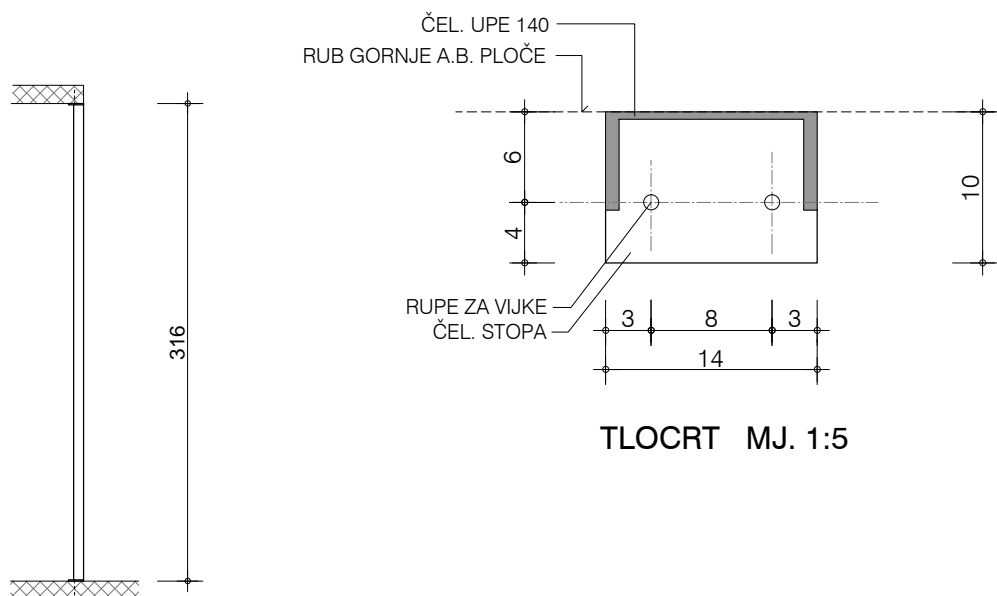 ČEL. UPE 140
RUB GORNJE A.B. PLOČE
6
4
10
316
RUPE ZA VIJKE
ČEL. STOPA
3 8 3
14
TLOCRT MJ. 1:5